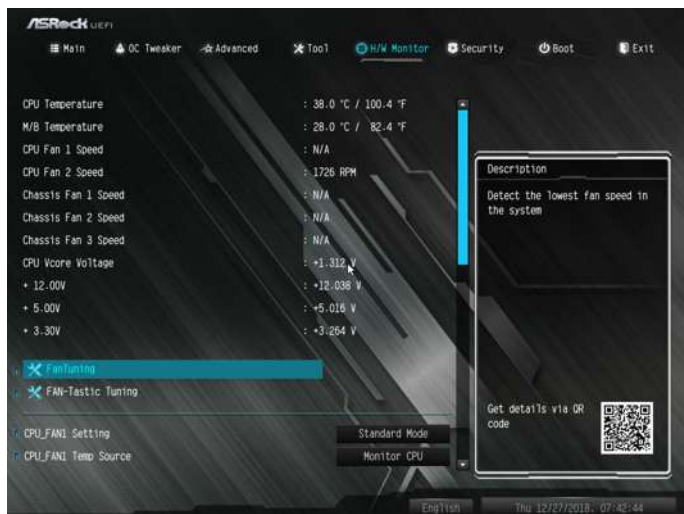 ASRock UEFI
Main OC Tweaker Advanced Tool H/W Monitor Security Boot Exit
CPU Temperature : 38.0 °C / 100.4 °F
M/B Temperature : 28.0 °C / 82.4 °F
CPU Fan 1 Speed : N/A
CPU Fan 2 Speed : 1726 RPM
Chassis Fan 1 Speed : N/A
Chassis Fan 2 Speed : N/A
Chassis Fan 3 Speed : N/A
CPU Vcore Voltage : +1.312 V
+ 12.00V : +12.038 V
+ 5.00V : +5.016 V
+ 3.30V : +3.264 V
FanTuning
FAN-Tastic Tuning
CPU_FAN1 Setting Standard Mode
CPU_FAN1 Temp Source Monitor CPU
Description
Detect the lowest fan speed in
the system
Get details via QR
code
English Thu 12/27/2018, 07:42:44